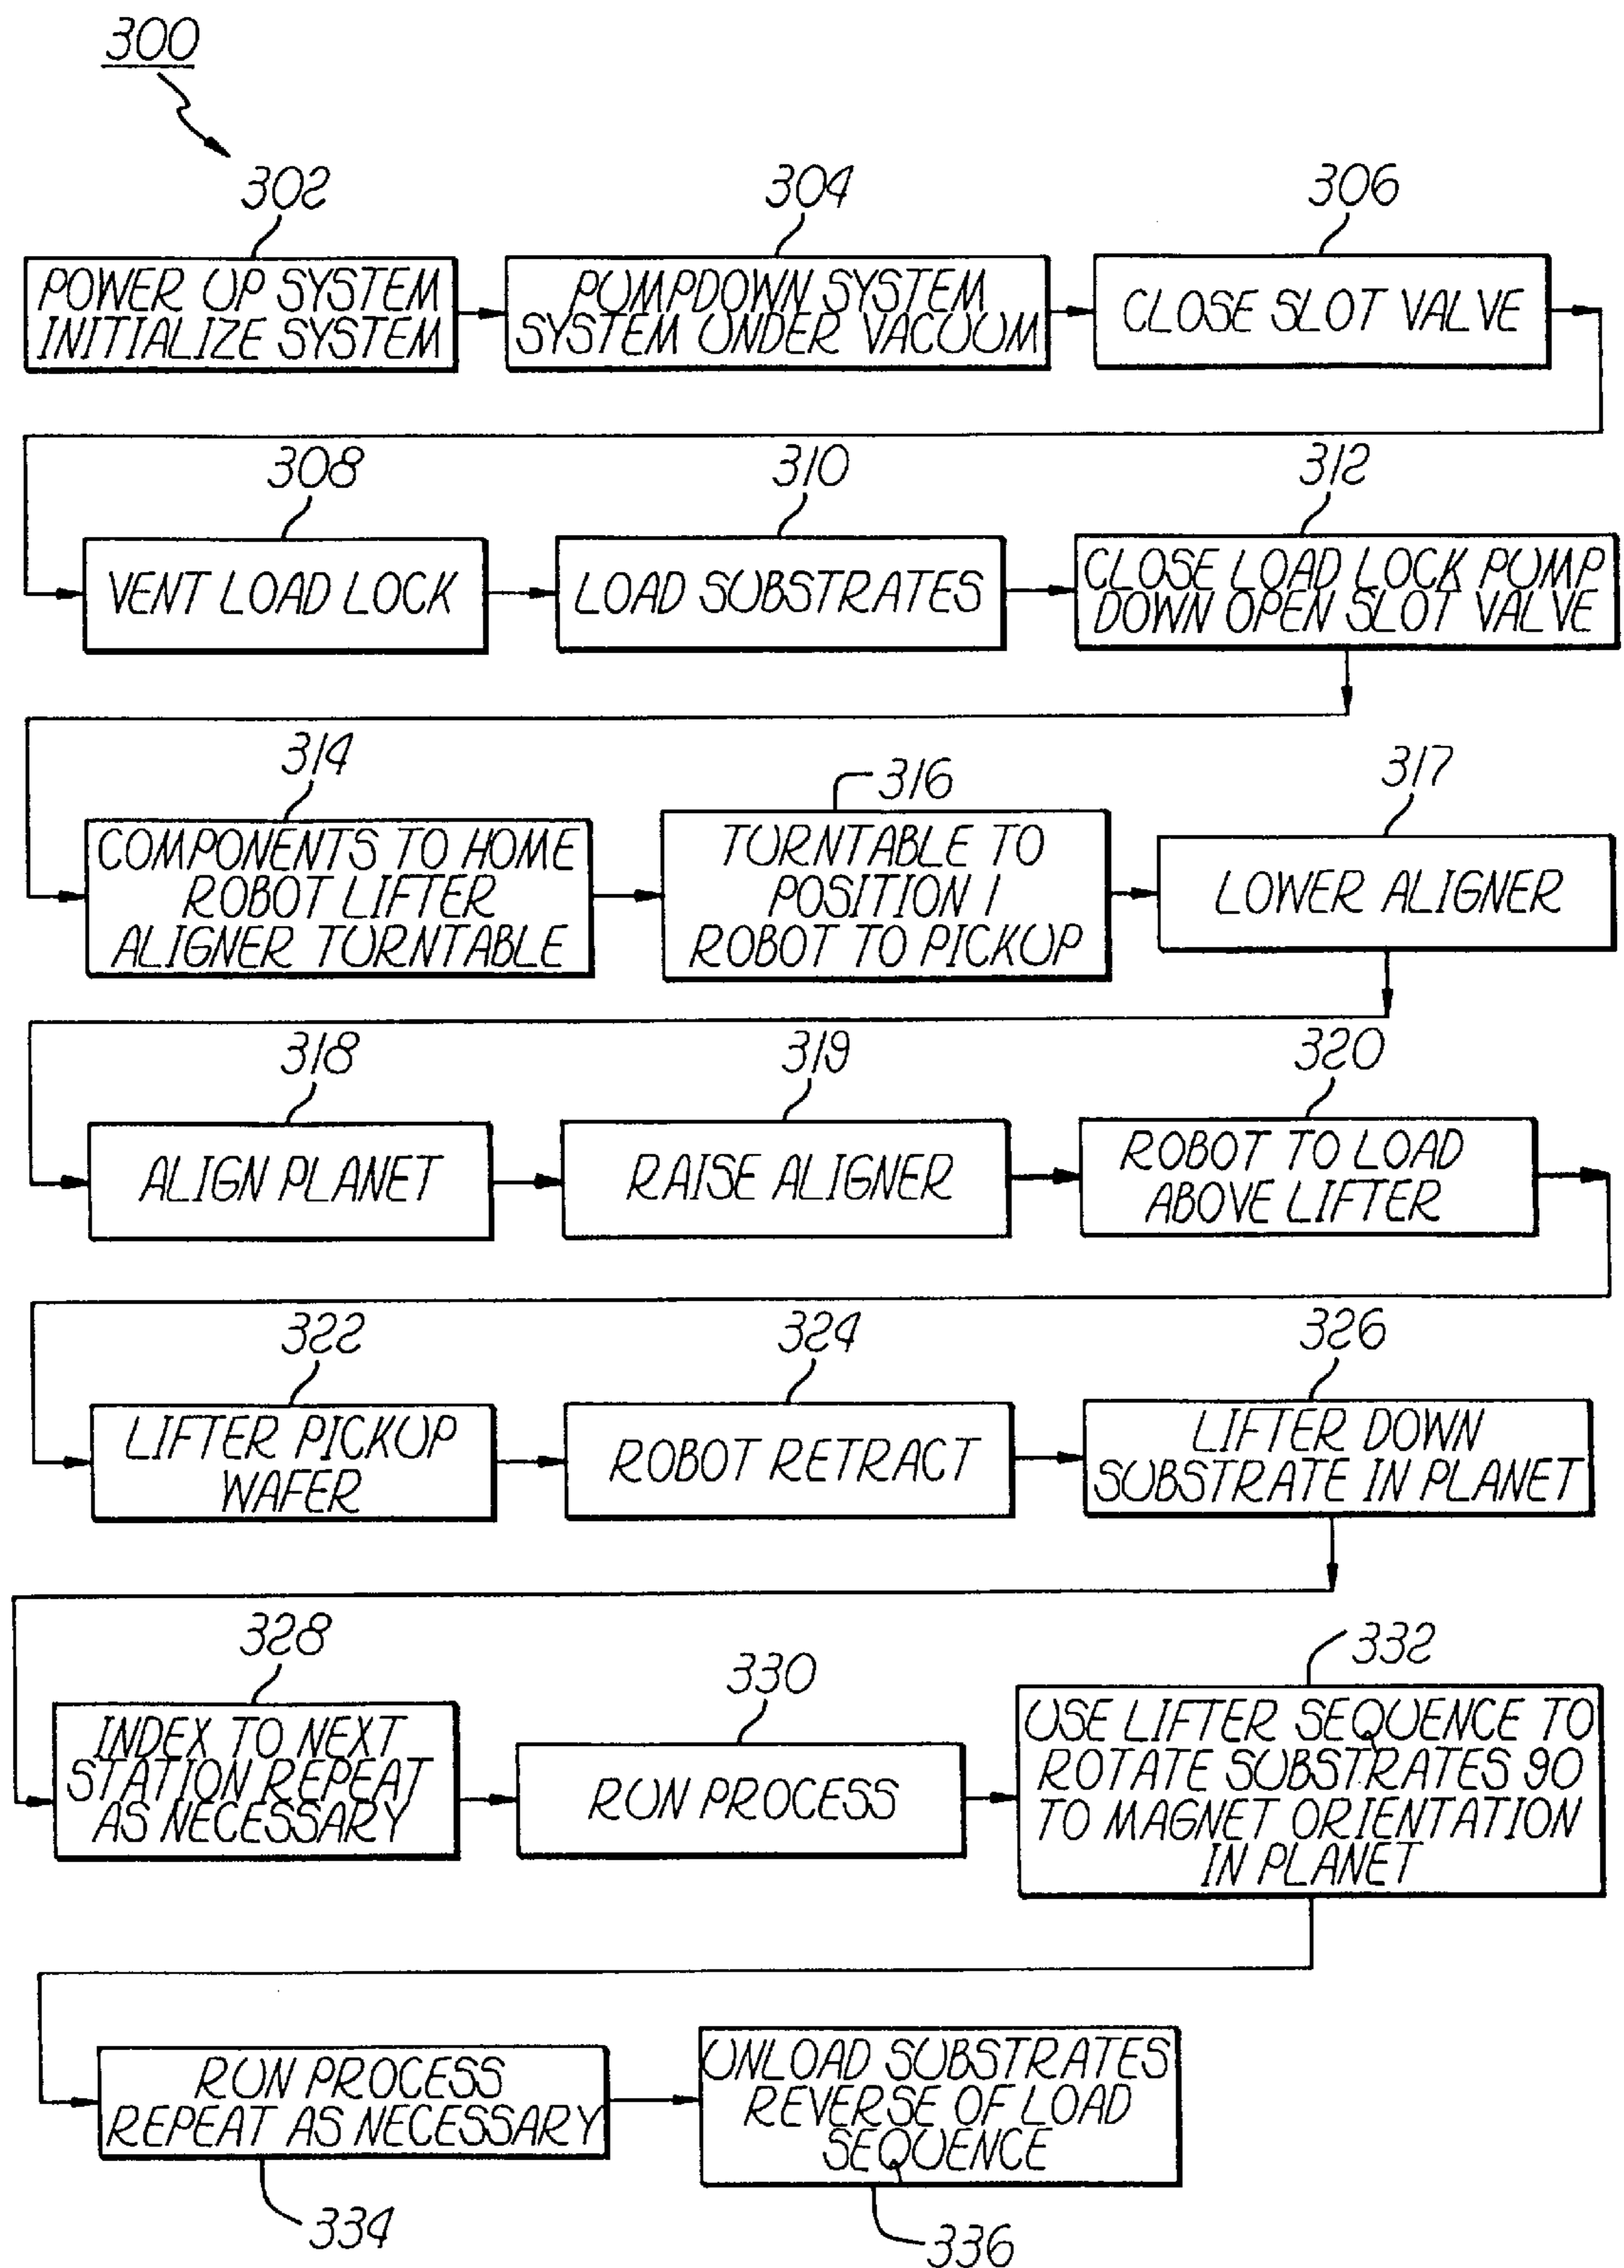 300
302
POWER UP SYSTEM
INITIALIZE SYSTEM
304
PUMPDOWN SYSTEM
SYSTEM UNDER VACUUM
306
CLOSE SLOT VALVE
308
VENT LOAD LOCK
310
LOAD SUBSTRATES
312
CLOSE LOAD LOCK PUMP
DOWN OPEN SLOT VALVE
314
COMPONENTS TO HOME
ROBOT LIFTER
ALIGNER TURNTABLE
316
TURNTABLE TO
POSITION 1
ROBOT TO PICKUP
317
LOWER ALIGNER
318
ALIGN PLANET
319
RAISE ALIGNER
320
ROBOT TO LOAD
ABOVE LIFTER
322
LIFTER PICKUP
WAFER
324
ROBOT RETRACT
326
LIFTER DOWN
SUBSTRATE IN PLANET
328
INDEX TO NEXT
STATION REPEAT
AS NECESSARY
330
RUN PROCESS
332
USE LIFTER SEQUENCE TO
ROTATE SUBSTRATES 90
TO MAGNET ORIENTATION
IN PLANET
RUN PROCESS
REPEAT AS NECESSARY
334
UNLOAD SUBSTRATES
REVERSE OF LOAD
SEQUENCE
336